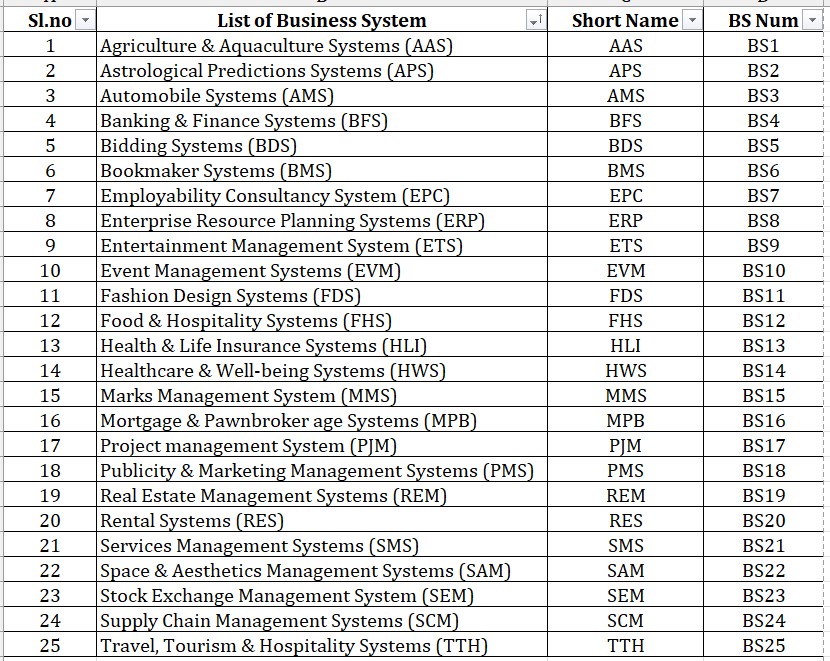 Sl.no List of Business System Short Name BS Num
1 Agriculture & Aquaculture Systems (AAS) AAS BS1
2 Astrological Predictions Systems (APS) APS BS2
3 Automobile Systems (AMS) AMS BS3
4 Banking & Finance Systems (BFS) BFS BS4
5 Bidding Systems (BDS) BDS BS5
6 Bookmaker Systems (BMS) BMS BS6
7 Employability Consultancy System (EPC) EPC BS7
8 Enterprise Resource Planning Systems (ERP) ERP BS8
9 Entertainment Management System (ETS) ETS BS9
10 Event Management Systems (EVM) EVM BS10
11 Fashion Design Systems (FDS) FDS BS11
12 Food & Hospitality Systems (FHS) FHS BS12
13 Health & Life Insurance Systems (HLI) HLI BS13
14 Healthcare & Well-being Systems (HWS) HWS BS14
15 Marks Management System (MMS) MMS BS15
16 Mortgage & Pawnbroker age Systems (MPB) MPB BS16
17 Project management System (PJM) PJM BS17
18 Publicity & Marketing Management Systems (PMS) PMS BS18
19 Real Estate Management Systems (REM) REM BS19
20 Rental Systems (RES) RES BS20
21 Services Management Systems (SMS) SMS BS21
22 Space & Aesthetics Management Systems (SAM) SAM BS22
23 Stock Exchange Management System (SEM) SEM BS23
24 Supply Chain Management Systems (SCM) SCM BS24
25 Travel, Tourism & Hospitality Systems (TTH) TTH BS25